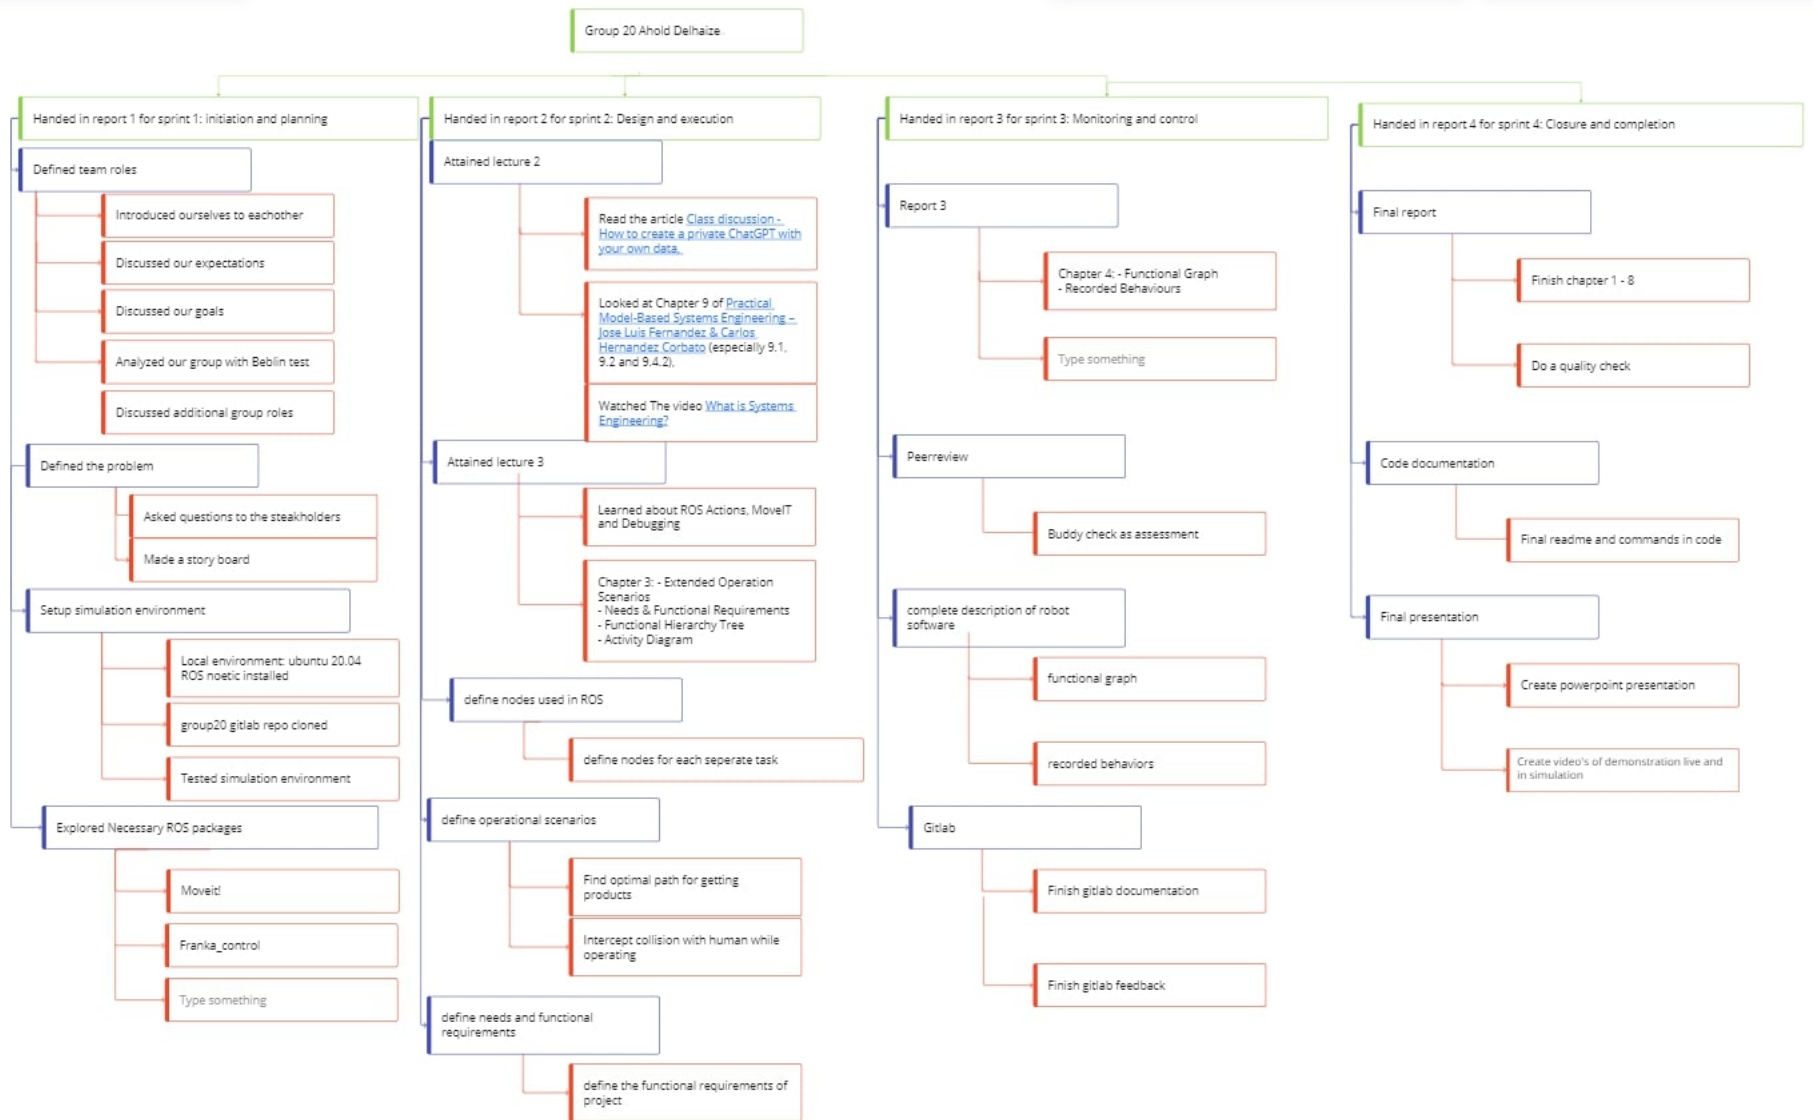 Group 20 Ahold Delhaize
Handed in report 1 for sprint 1: initiation and planning
Defined team roles
Introduced ourselves to eachother
Discussed our expectations
Discussed our goals
Analyzed our group with Beblin test
Discussed additional group roles
Defined the problem
Asked questions to the steakholders
Made a story board
Setup simulation environment
Local environment: ubuntu 20.04
ROS noetic installed
group20 gitlab repo cloned
Tested simulation environment
Explored Necessary ROS packages
Moveit!
Franka_control
Type something
Handed in report 2 for sprint 2: Design and execution
Attained lecture 2
Read the article Class discussion -
How to create a private ChatGPT with
your own data.
Looked at Chapter 9 of Practical
Model-Based Systems Engineering –
Jose Luis Fernandez & Carlos
Hernandez Corbato (especially 9.1,
9.2 and 9.4.2),
Watched The video What is Systems
Engineering?
Attained lecture 3
Learned about ROS Actions, MoveIT
and Debugging
Chapter 3: - Extended Operation
Scenarios
- Needs & Functional Requirements
- Functional Hierarchy Tree
- Activity Diagram
define nodes used in ROS
define nodes for each seperate task
define operational scenarios
Find optimal path for getting
products
Intercept collision with human while
operating
define needs and functional
requirements
define the functional requirements of
project
Handed in report 3 for sprint 3: Monitoring and control
Report 3
Chapter 4: - Functional Graph
- Recorded Behaviours
Type something
Peerreview
Buddy check as assessment
complete description of robot
software
functional graph
recorded behaviors
Gitlab
Finish gitlab documentation
Finish gitlab feedback
Handed in report 4 for sprint 4: Closure and completion
Final report
Finish chapter 1 - 8
Do a quality check
Code documentation
Final readme and commands in code
Final presentation
Create powerpoint presentation
Create video's of demonstration live and
in simulation